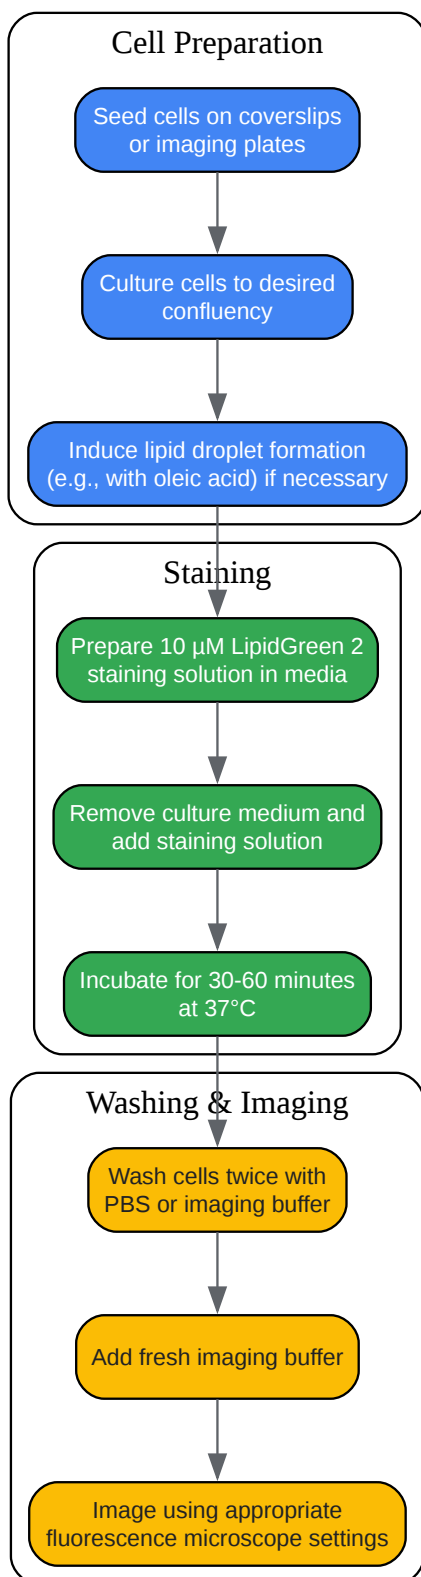 Cell Preparation
Seed cells on coverslips
or imaging plates
Culture cells to desired
confluency
Induce lipid droplet formation
(e.g., with oleic acid) if necessary
Staining
Prepare 10 µM LipidGreen 2
staining solution in media
Remove culture medium and
add staining solution
Incubate for 30-60 minutes
at 37°C
Washing & Imaging
Wash cells twice with
PBS or imaging buffer
Add fresh imaging buffer
Image using appropriate
fluorescence microscope settings